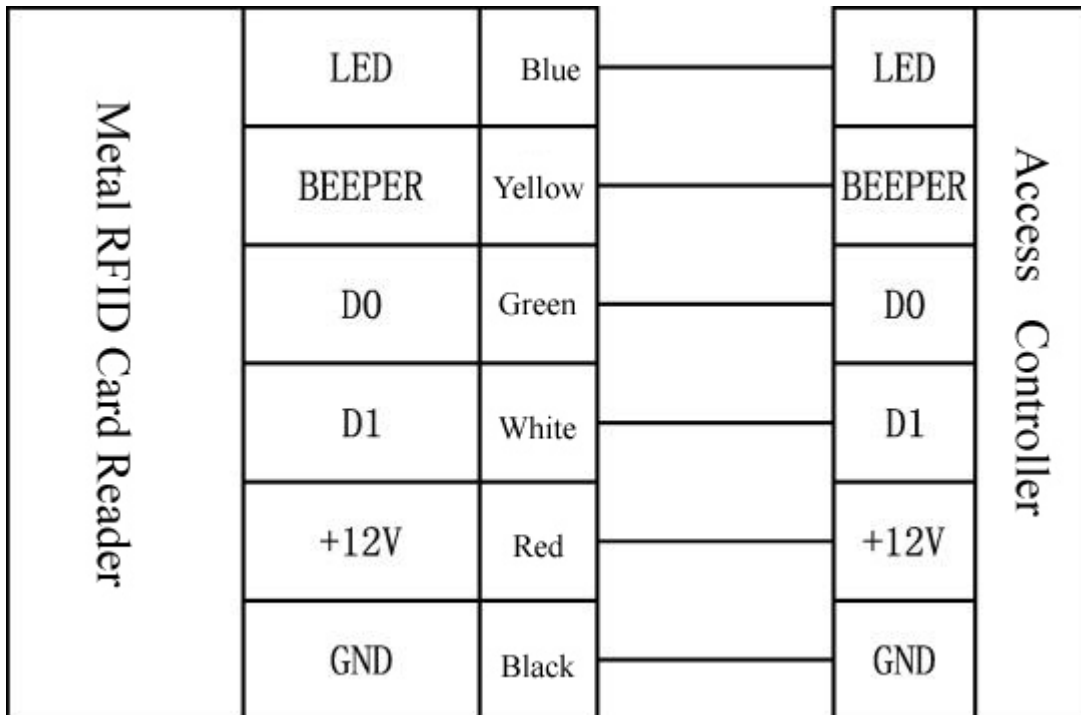 Metal RFID Card Reader
LED Blue LED
BEEPER Yellow BEEPER
D0 Green D0
D1 White D1
+12V Red +12V
GND Black GND
Access Controller